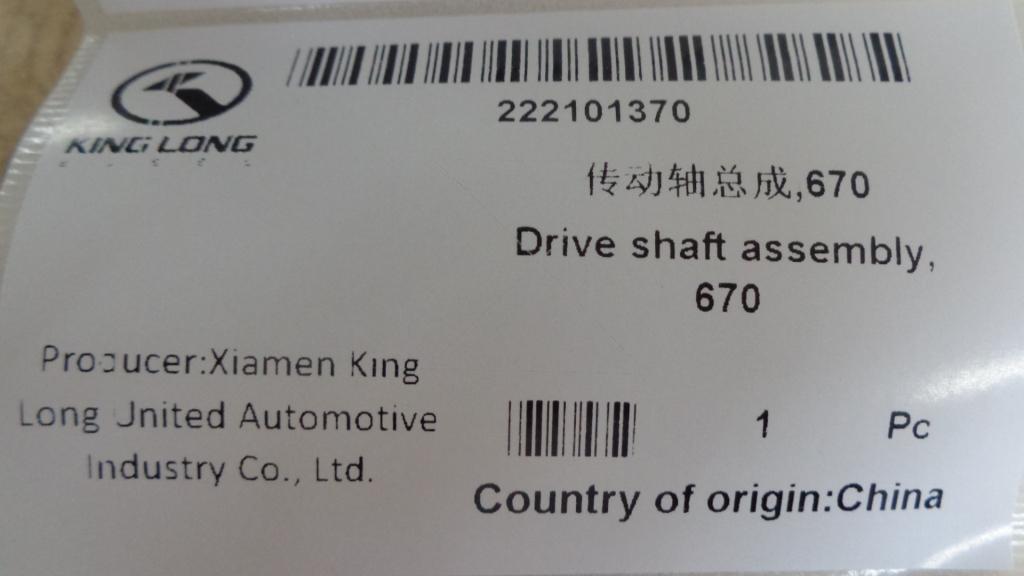 KING LONG
222101370
传动轴总成,670
Drive shaft assembly,
670
Producer:Xiamen King
Long United Automotive
Industry Co., Ltd.
1 Pc
Country of origin:China